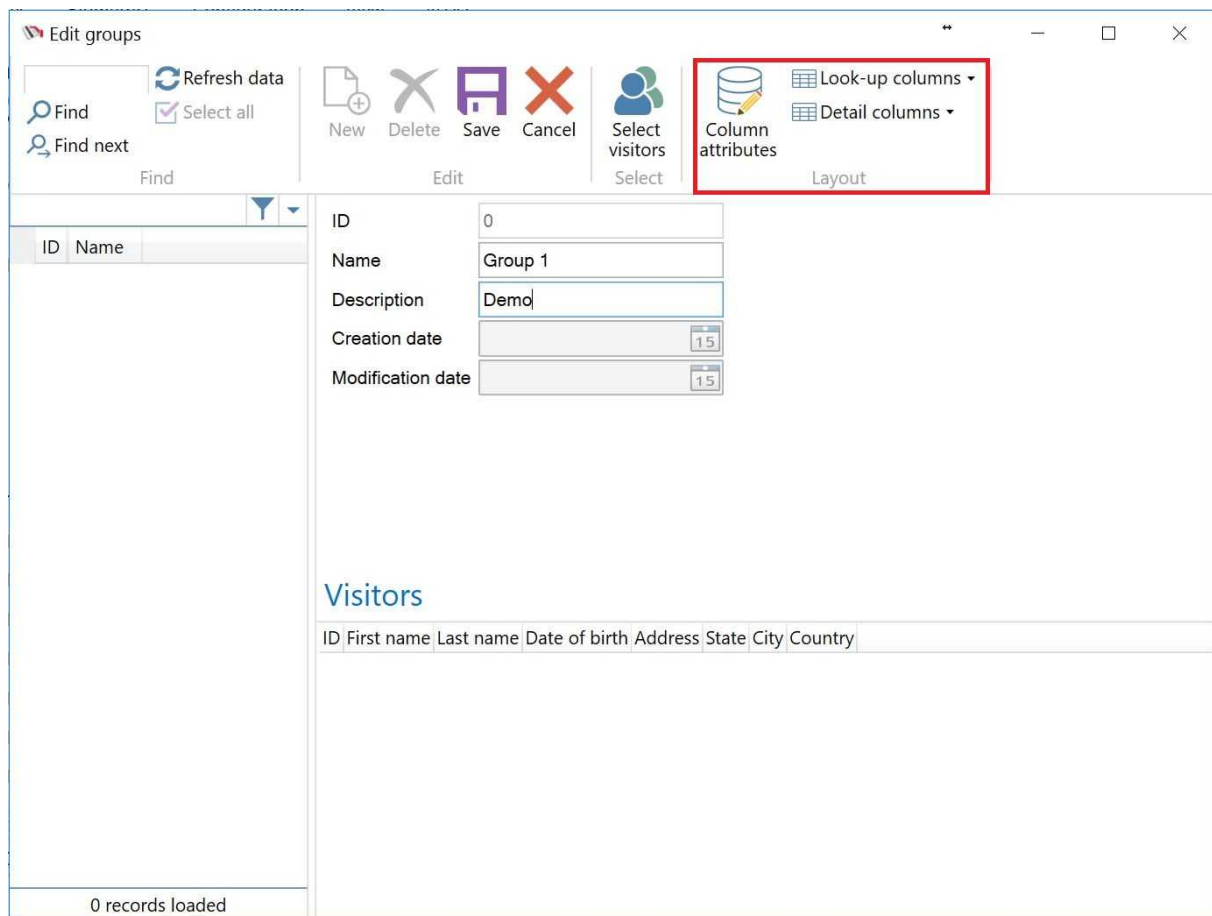 Edit groups
Refresh data
Find
Select all
Find next
Find
New
Delete
Save
Cancel
Edit
Select
visitors
Select
Column
attributes
Look-up columns
Detail columns
Layout
ID Name
0 records loaded
ID 0
Name Group 1
Description Demo
Creation date 15
Modification date 15
Visitors
ID First name Last name Date of birth Address State City Country